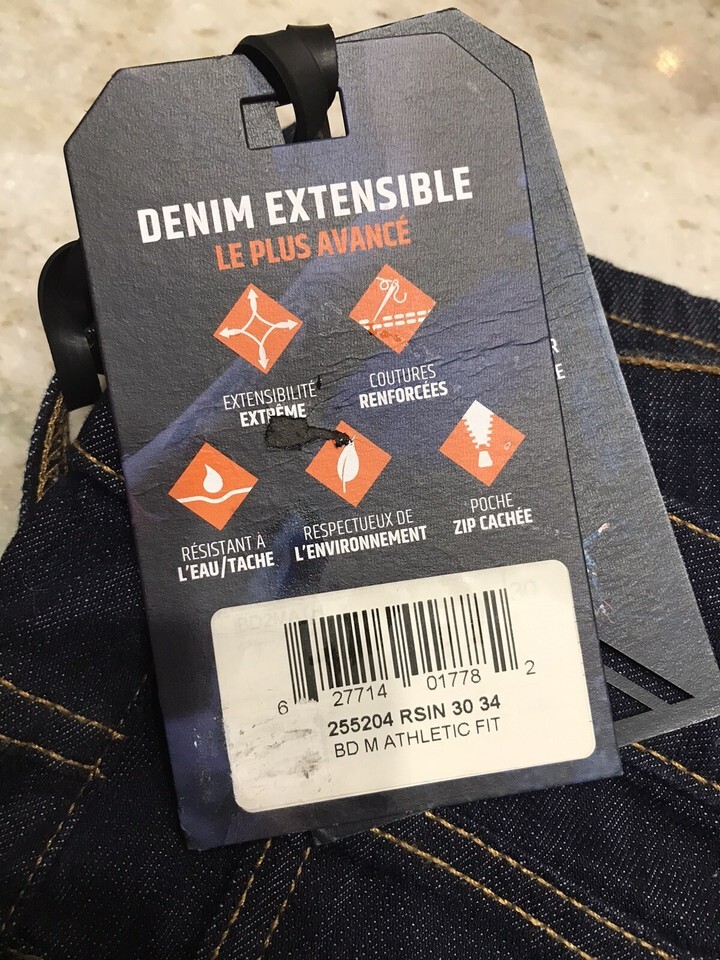 DENIM EXTENSIBLE
LE PLUS AVANCÉ
EXTENSIBILITÉ
EXTRÊME
COUTURES
RENFORCÉES
RÉSISTANT À
L'EAU/TACHE
RESPECTUEUX DE
L'ENVIRONNEMENT
POCHE
ZIP CACHÉE
6 27714 01778 2
255204 RSIN 30 34
BD M ATHLETIC FIT
R
E